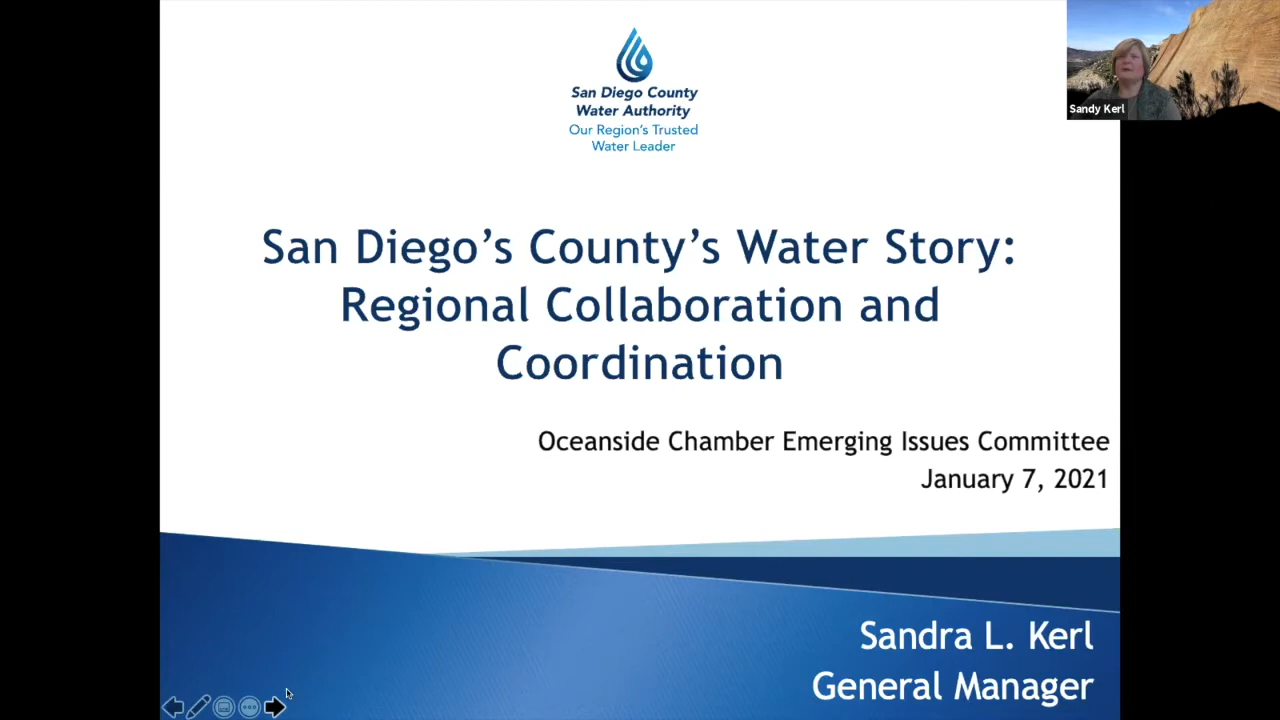 San Diego County
Water Authority
Our Region's Trusted
Water Leader
Sandy Kerl
San Diego’s County’s Water Story:
Regional Collaboration and
Coordination
Oceanside Chamber Emerging Issues Committee
January 7, 2021
Sandra L. Kerl
General Manager